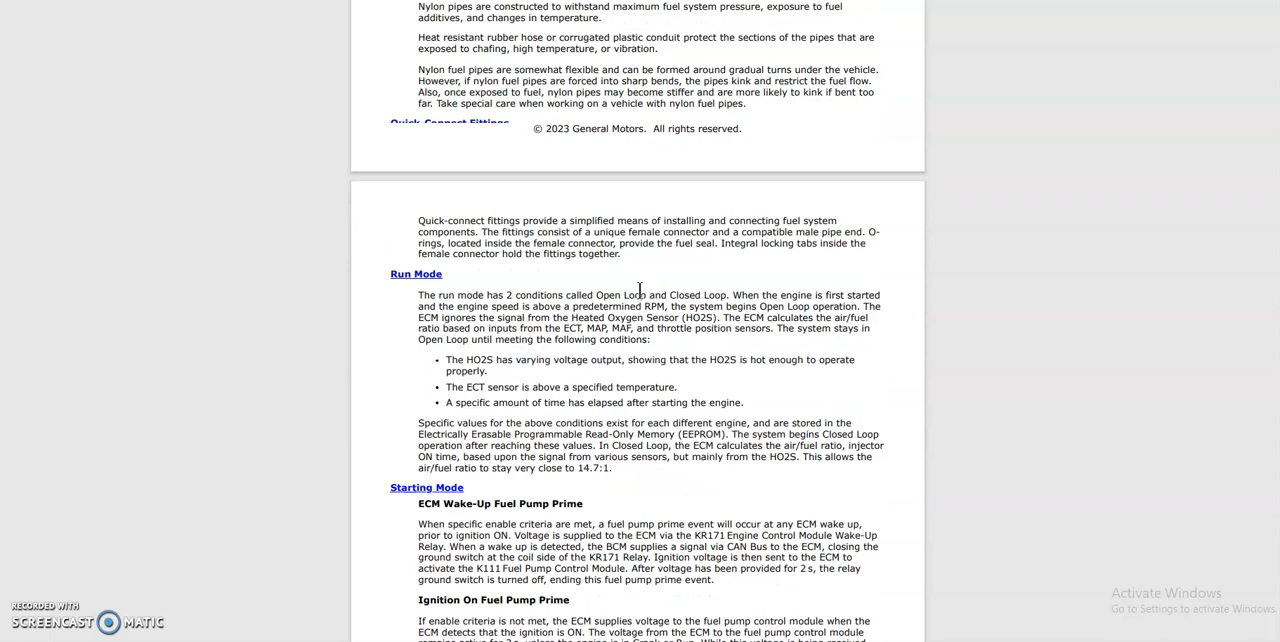 Nylon pipes are constructed to withstand maximum fuel system pressure, exposure to fuel
additives, and changes in temperature.
Heat resistant rubber hose or corrugated plastic conduit protect the sections of the pipes that are
exposed to chafing, high temperature, or vibration.
Nylon fuel pipes are somewhat flexible and can be formed around gradual turns under the vehicle.
However, if nylon fuel pipes are forced into sharp bends, the pipes kink and restrict the fuel flow.
Also, once exposed to fuel, nylon pipes may become stiffer and are more likely to kink if bent too
far. Take special care when working on a vehicle with nylon fuel pipes.
Quick-Connect Fittings
© 2023 General Motors. All rights reserved.
Quick-connect fittings provide a simplified means of installing and connecting fuel system
components. The fittings consist of a unique female connector and a compatible male pipe end. O-
rings, located inside the female connector, provide the fuel seal. Integral locking tabs inside the
female connector hold the fittings together.
Run Mode
The run mode has 2 conditions called Open Loop and Closed Loop. When the engine is first started
and the engine speed is above a predetermined RPM, the system begins Open Loop operation. The
ECM ignores the signal from the Heated Oxygen Sensor (HO2S). The ECM calculates the air/fuel
ratio based on inputs from the ECT, MAP, MAF, and throttle position sensors. The system stays in
Open Loop until meeting the following conditions:
• The HO2S has varying voltage output, showing that the HO2S is hot enough to operate
properly.
• The ECT sensor is above a specified temperature.
• A specific amount of time has elapsed after starting the engine.
Specific values for the above conditions exist for each different engine, and are stored in the
Electrically Erasable Programmable Read-Only Memory (EEPROM). The system begins Closed Loop
operation after reaching these values. In Closed Loop, the ECM calculates the air/fuel ratio, injector
ON time, based upon the signal from various sensors, but mainly from the HO2S. This allows the
air/fuel ratio to stay very close to 14.7:1.
Starting Mode
ECM Wake-Up Fuel Pump Prime
When specific enable criteria are met, a fuel pump prime event will occur at any ECM wake up,
prior to ignition ON. Voltage is supplied to the ECM via the KR171 Engine Control Module Wake-Up
Relay. When a wake up is detected, the BCM supplies a signal via CAN Bus to the ECM, closing the
ground switch at the coil side of the KR171 Relay. Ignition voltage is then sent to the ECM to
activate the K111 Fuel Pump Control Module. After voltage has been provided for 2 s, the relay
ground switch is turned off, ending this fuel pump prime event.
Ignition On Fuel Pump Prime
If enable criteria is not met, the ECM supplies voltage to the fuel pump control module when the
ECM detects that the ignition is ON. The voltage from the ECM to the fuel pump control module
remains active for 2 s, unless the engine is in Crank or Run. While this voltage is being received
Activate Windows
Go to Settings to activate Windows.
RECORDED WITH
SCREENCAST MATIC